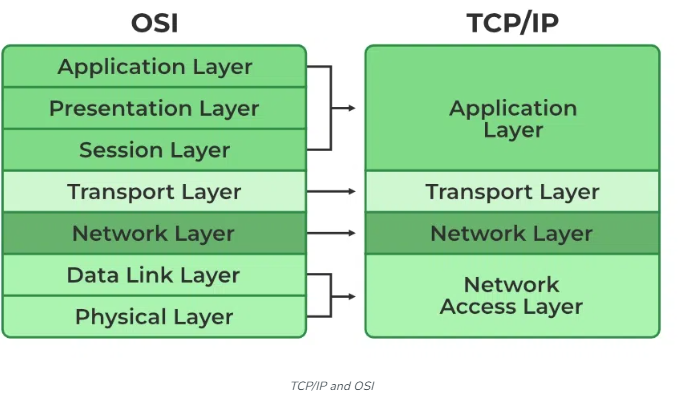 OSI
TCP/IP
Application Layer
Presentation Layer
Session Layer
Transport Layer
Network Layer
Data Link Layer
Physical Layer
Application
Layer
Transport Layer
Network Layer
Network
Access Layer
TCP/IP and OSI